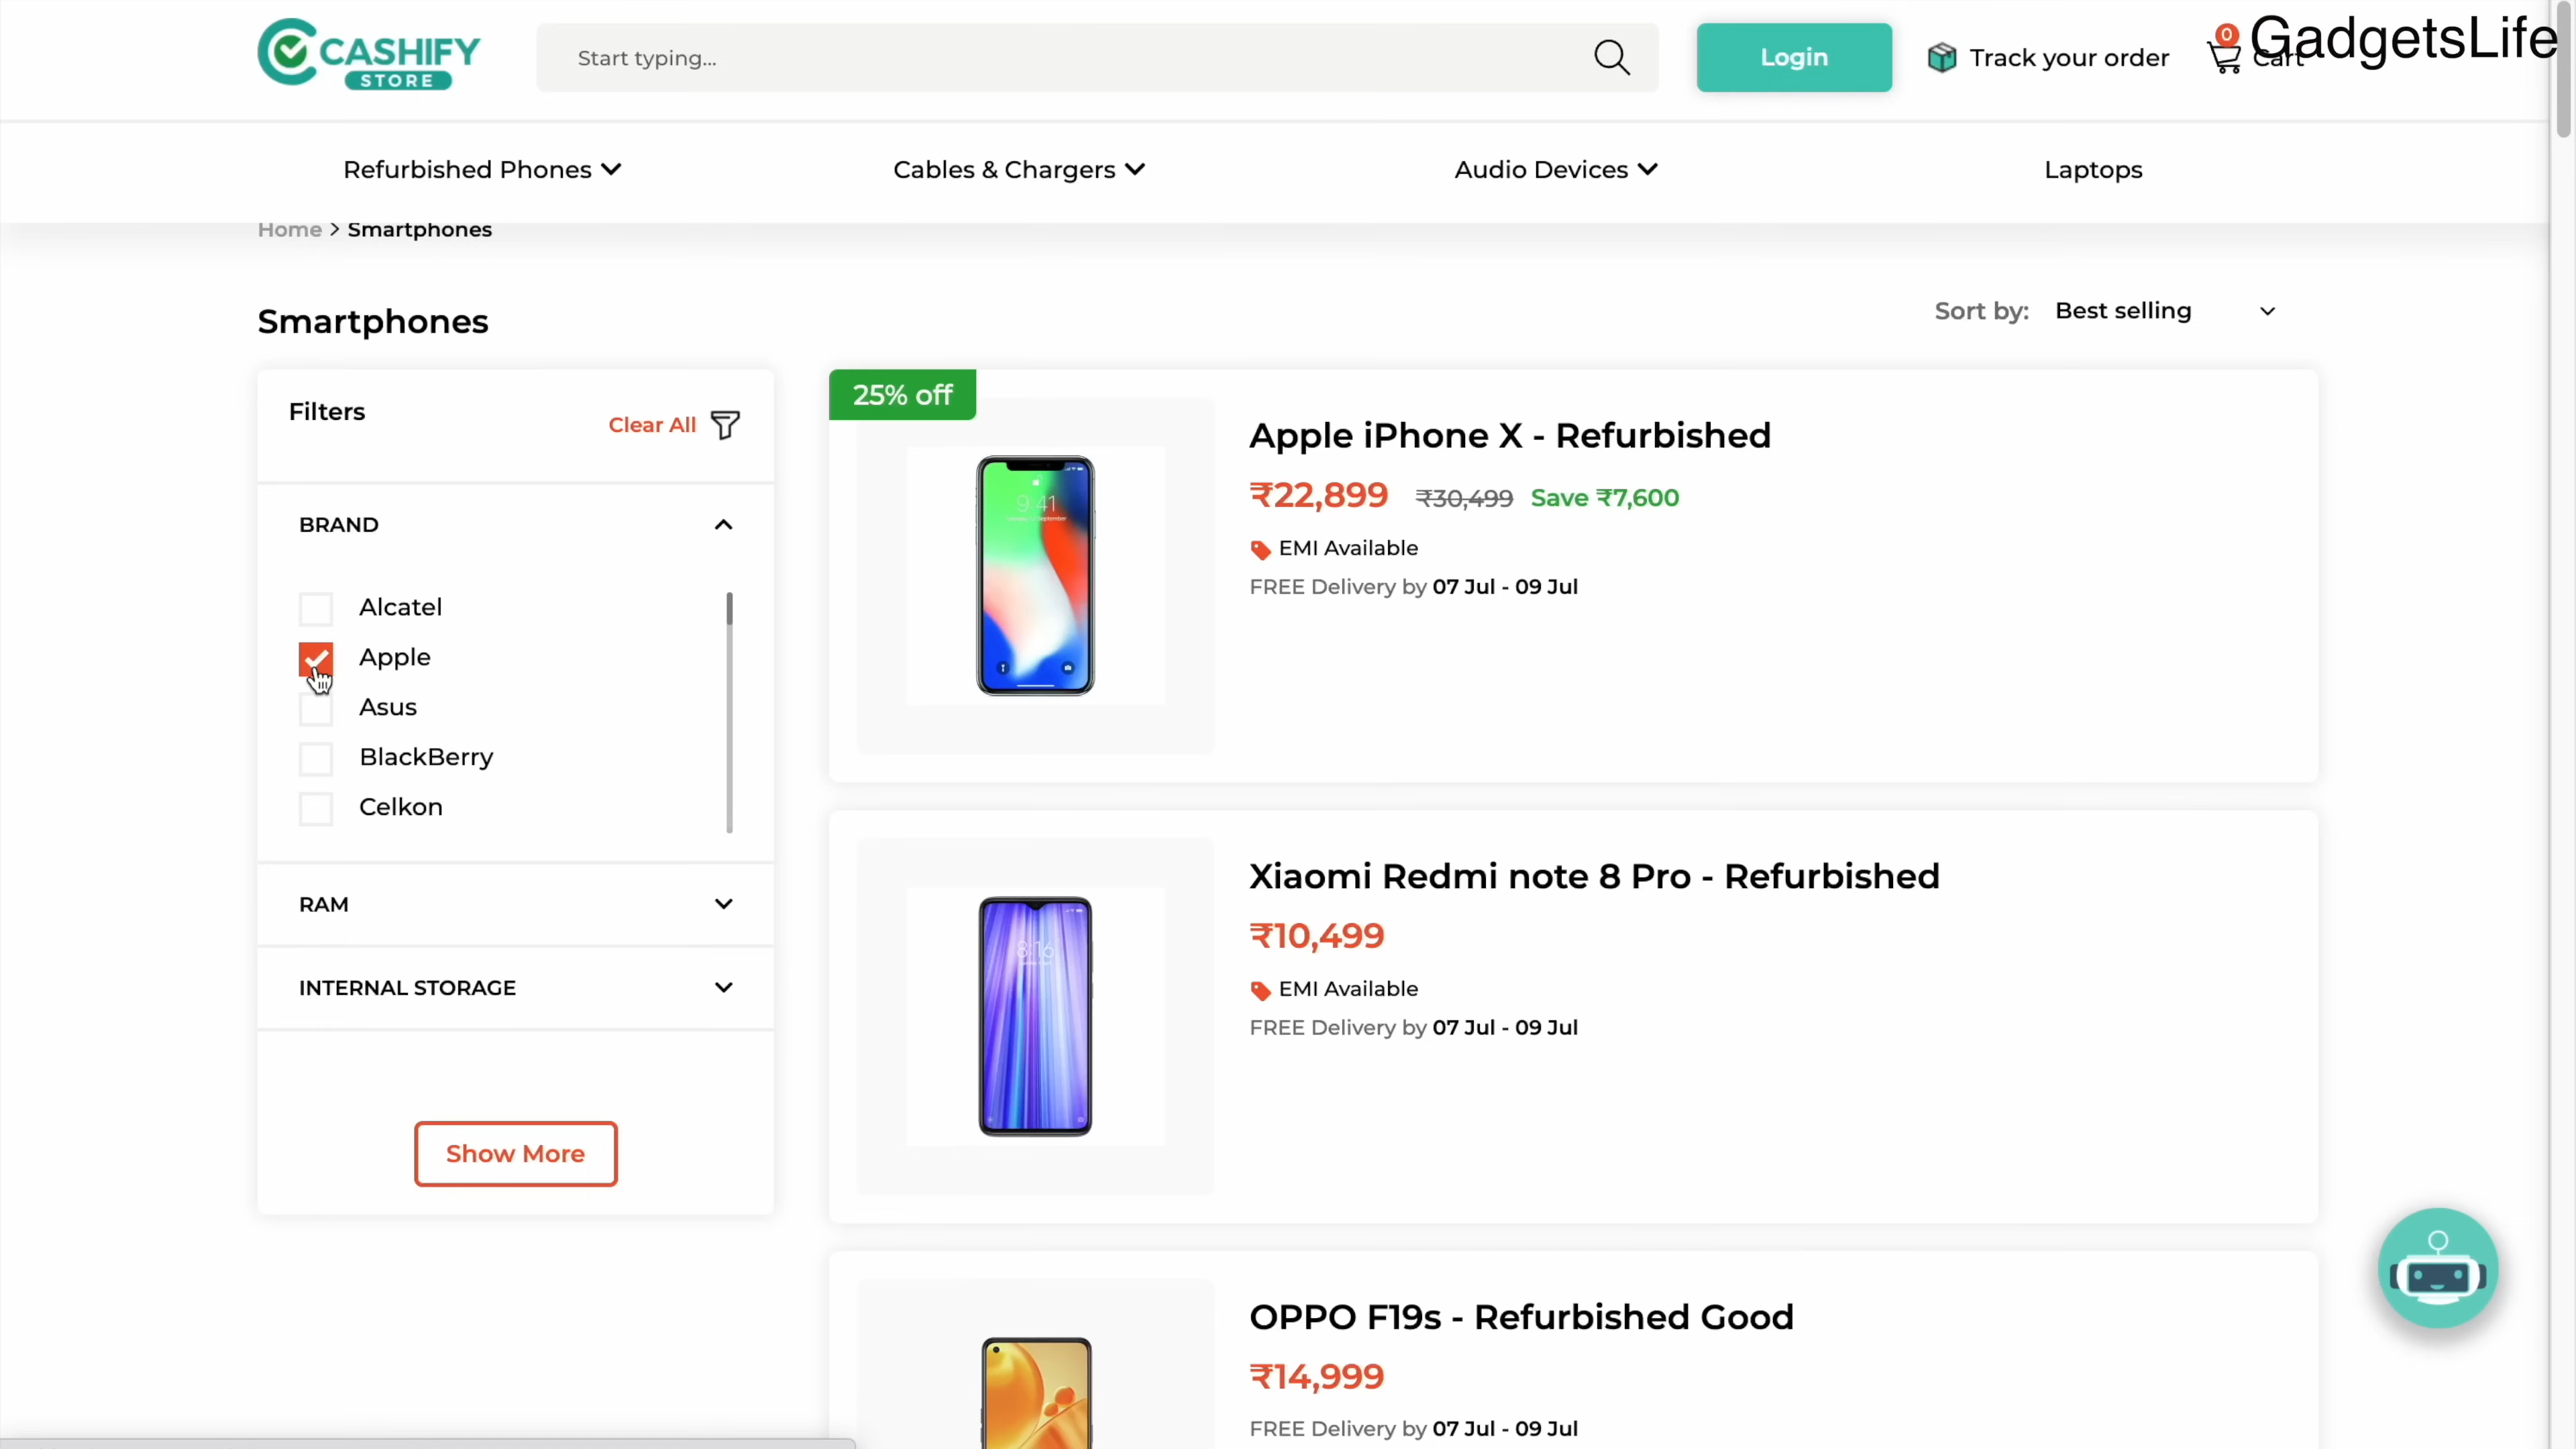 CASHIFY
STORE
Start typing...
Login
Track your order
0
Cart
GadgetsLife
Refurbished Phones
Cables & Chargers
Audio Devices
Laptops
Home > Smartphones
Smartphones
Sort by: Best selling
Filters
Clear All
BRAND
Alcatel
Apple
Asus
BlackBerry
Celkon
RAM
INTERNAL STORAGE
Show More
25% off
9:41
Apple iPhone X - Refurbished
₹22,899 ₹30,499 Save ₹7,600
EMI Available
FREE Delivery by 07 Jul - 09 Jul
8:16
Xiaomi Redmi note 8 Pro - Refurbished
₹10,499
EMI Available
FREE Delivery by 07 Jul - 09 Jul
OPPO F19s - Refurbished Good
₹14,999
FREE Delivery by 07 Jul - 09 Jul